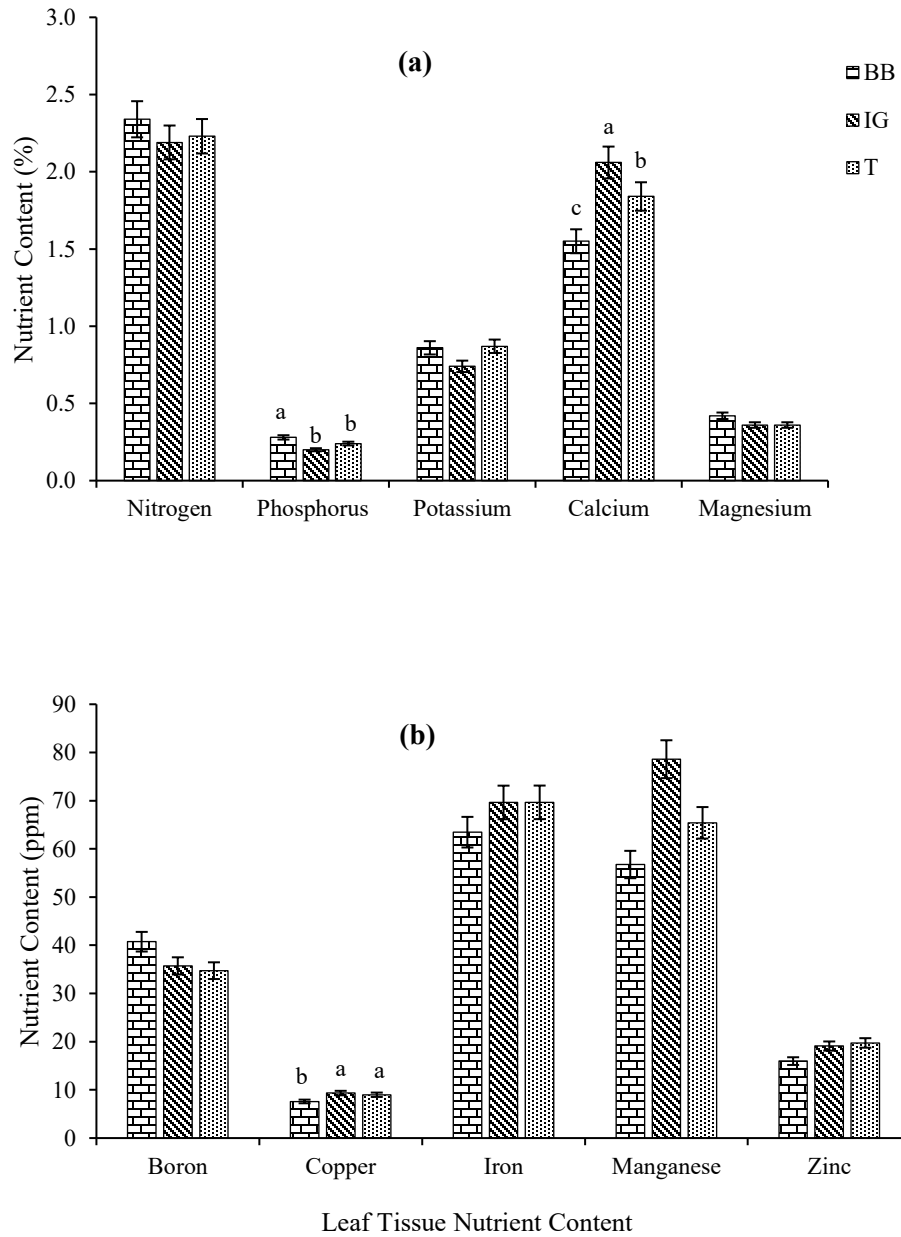 3.0
(a)
BB
2.5
IG
a
2.0
T
b
c
Nutrient Content (%)
1.5
1.0
0.5
a
b
b
0.0
Nitrogen Phosphorus Potassium Calcium Magnesium
90
(b)
80
70
60
50
Nutrient Content (ppm)
40
30
20
b a a
10
0
Boron Copper Iron Manganese Zinc
Leaf Tissue Nutrient Content